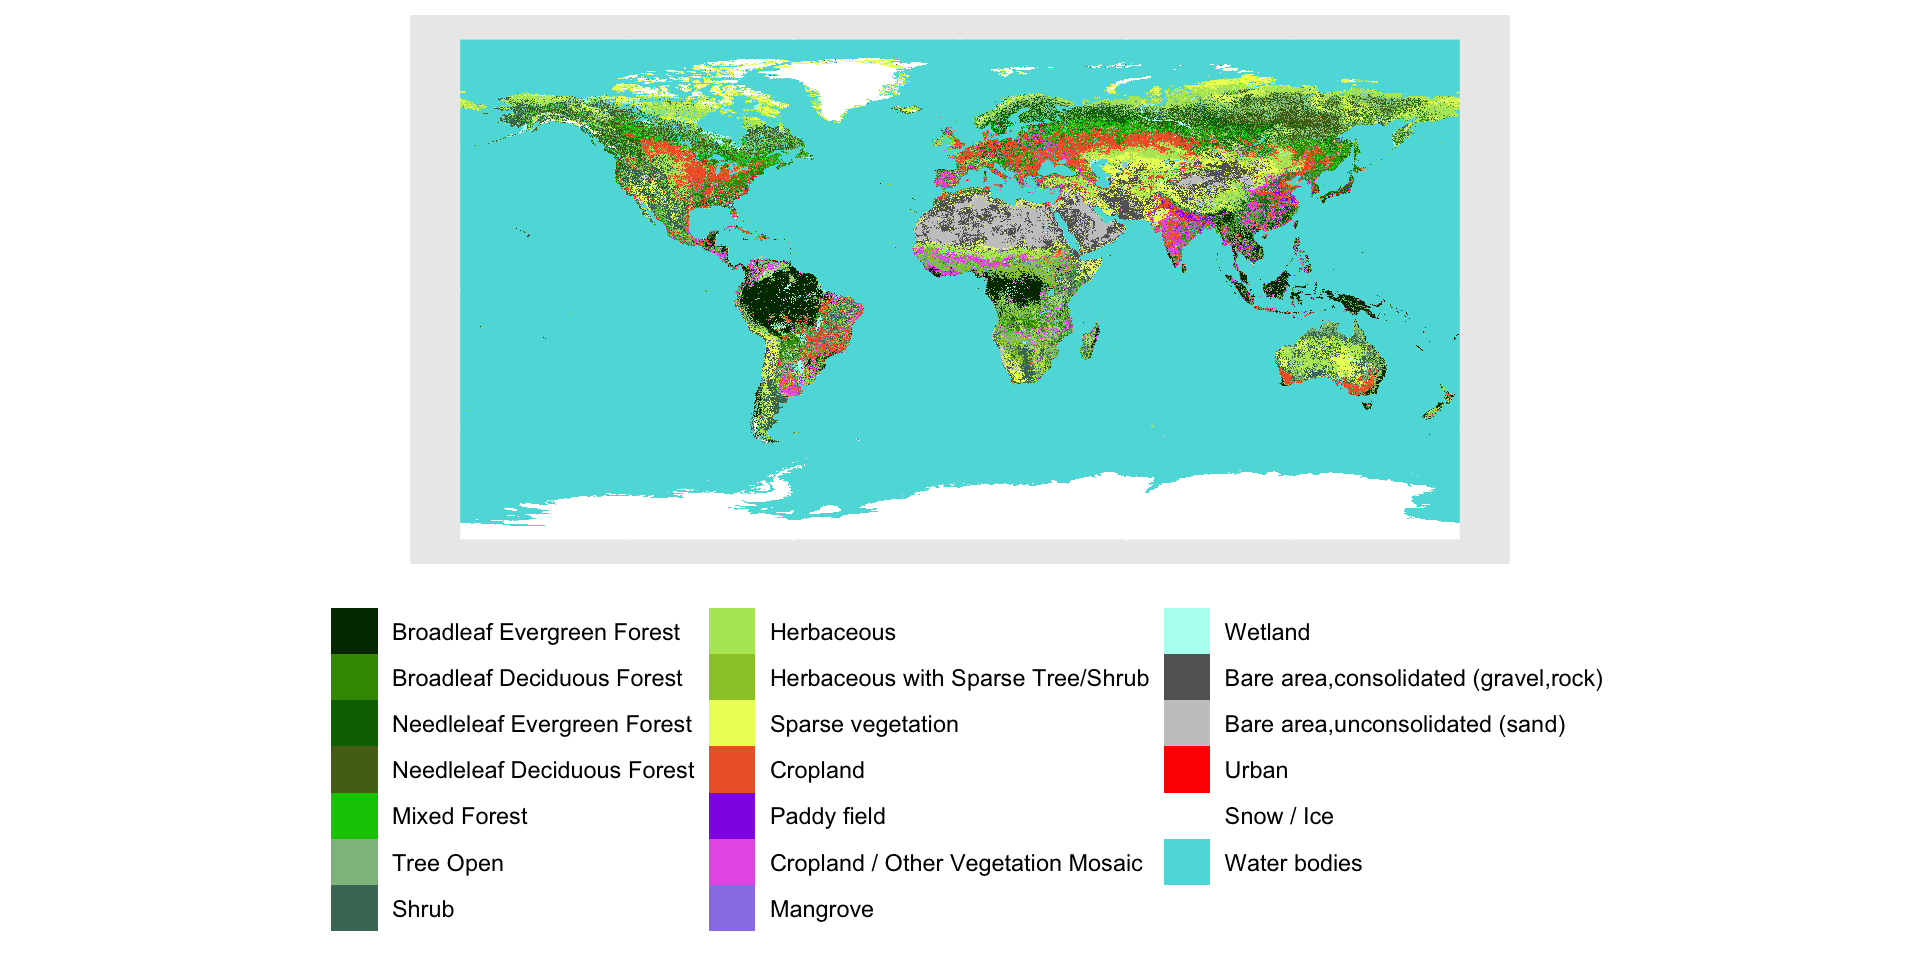 Broadleaf Evergreen Forest
Broadleaf Deciduous Forest
Needleleaf Evergreen Forest
Needleleaf Deciduous Forest
Mixed Forest
Tree Open
Shrub
Herbaceous
Herbaceous with Sparse Tree/Shrub
Sparse vegetation
Cropland
Paddy field
Cropland / Other Vegetation Mosaic
Mangrove
Wetland
Bare area,consolidated (gravel,rock)
Bare area,unconsolidated (sand)
Urban
Snow / Ice
Water bodies